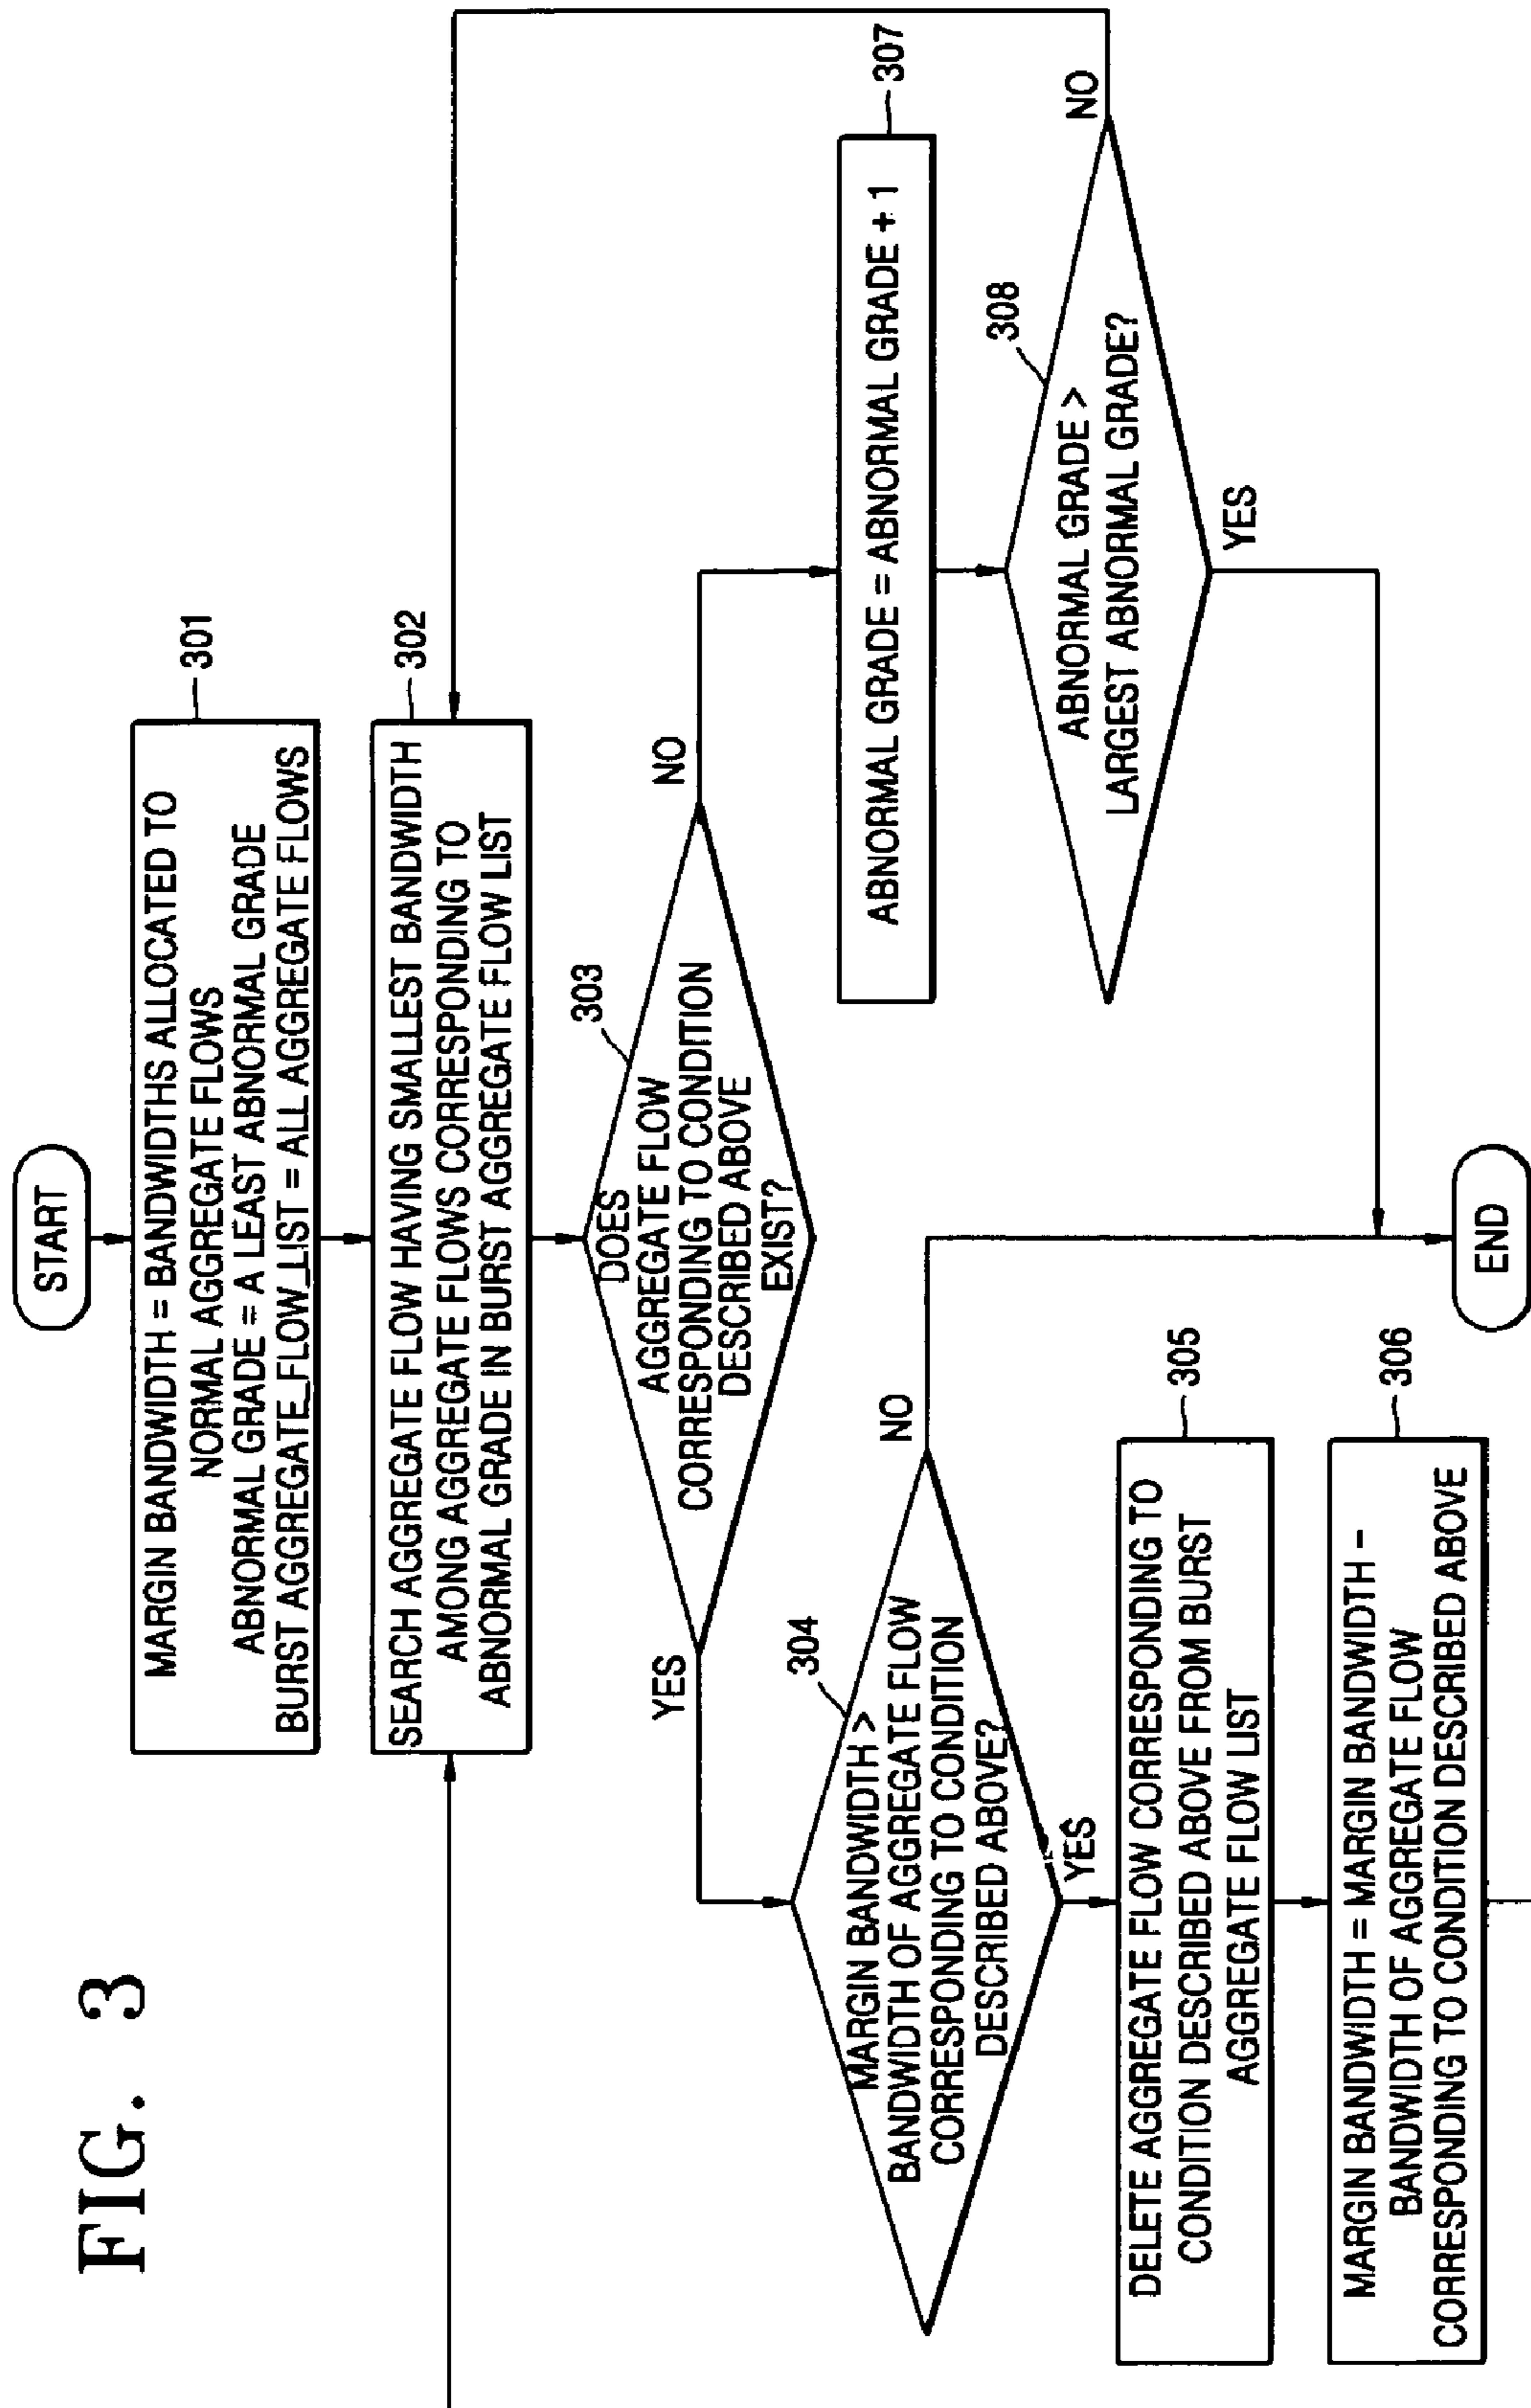 FIG. 3
START
301
MARGIN BANDWIDTH = BANDWIDTHS ALLOCATED TO
NORMAL AGGREGATE FLOWS
ABNORMAL GRADE = A LEAST ABNORMAL GRADE
BURST AGGREGATE_FLOW_LIST = ALL AGGREGATE FLOWS
302
SEARCH AGGREGATE FLOW HAVING SMALLEST BANDWIDTH
AMONG AGGREGATE FLOWS CORRESPONDING TO
ABNORMAL GRADE IN BURST AGGREGATE FLOW LIST
303
DOES
AGGREGATE FLOW
CORRESPONDING TO CONDITION
DESCRIBED ABOVE
EXIST?
YES
NO
304
MARGIN BANDWIDTH >
BANDWIDTH OF AGGREGATE FLOW
CORRESPONDING TO CONDITION
DESCRIBED ABOVE?
NO
YES
305
DELETE AGGREGATE FLOW CORRESPONDING TO
CONDITION DESCRIBED ABOVE FROM BURST
AGGREGATE FLOW LIST
306
MARGIN BANDWIDTH = MARGIN BANDWIDTH -
BANDWIDTH OF AGGREGATE FLOW
CORRESPONDING TO CONDITION DESCRIBED ABOVE
307
ABNORMAL GRADE = ABNORMAL GRADE + 1
308
ABNORMAL GRADE >
LARGEST ABNORMAL GRADE?
NO
YES
END